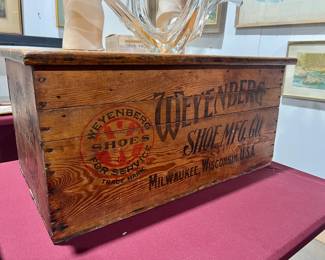 WEYENBERG
SHOES
FOR SERVICE
TRADE MARK
WEYENBERG
SHOE MFG. CO.
MILWAUKEE, WISCONSIN. U.S.A.